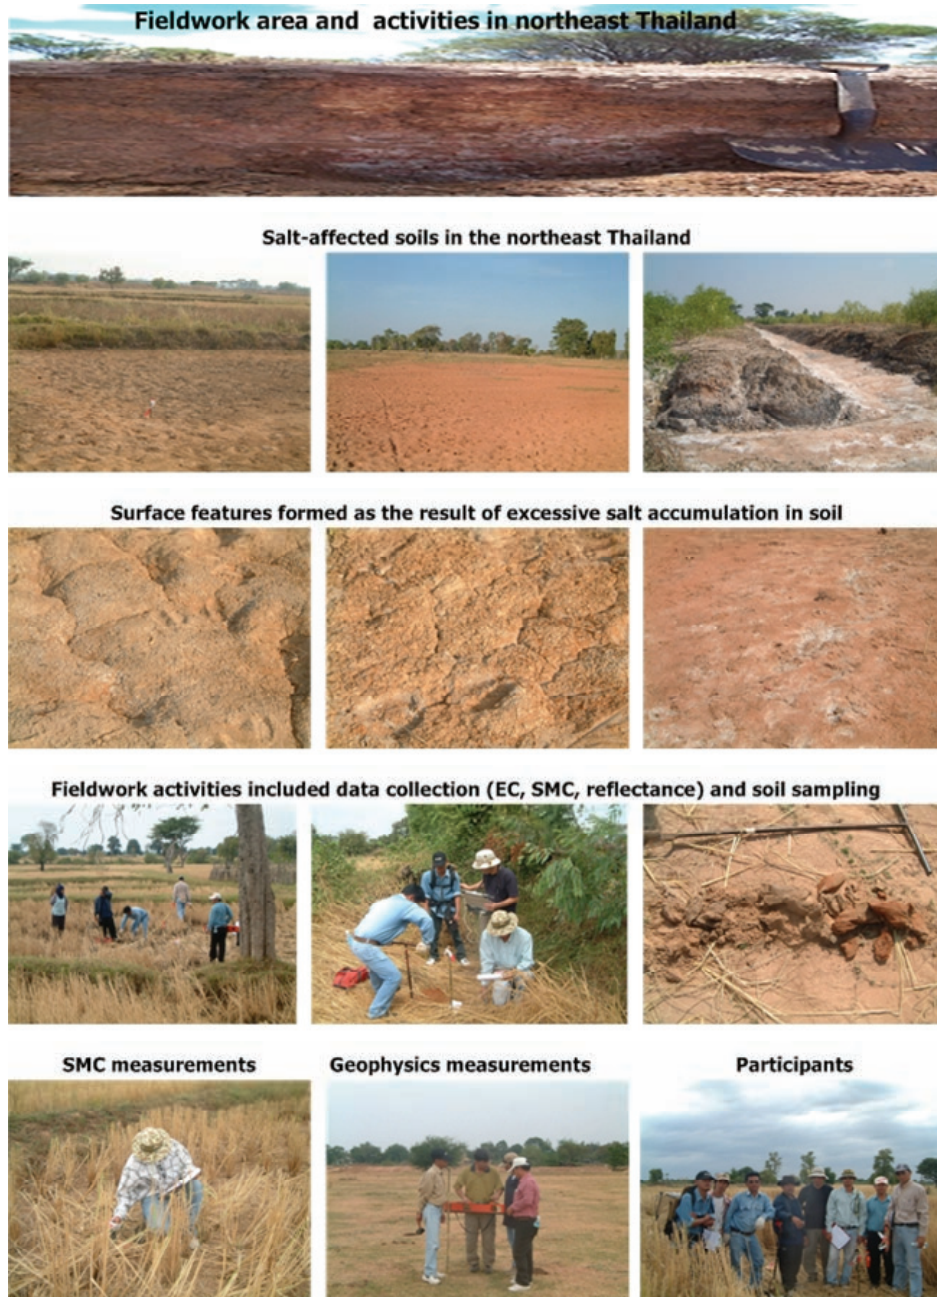 Fieldwork area and activities in northeast Thailand
Salt-affected soils in the northeast Thailand
Surface features formed as the result of excessive salt accumulation in soil
Fieldwork activities included data collection (EC, SMC, reflectance) and soil sampling
SMC measurements
Geophysics measurements
Participants